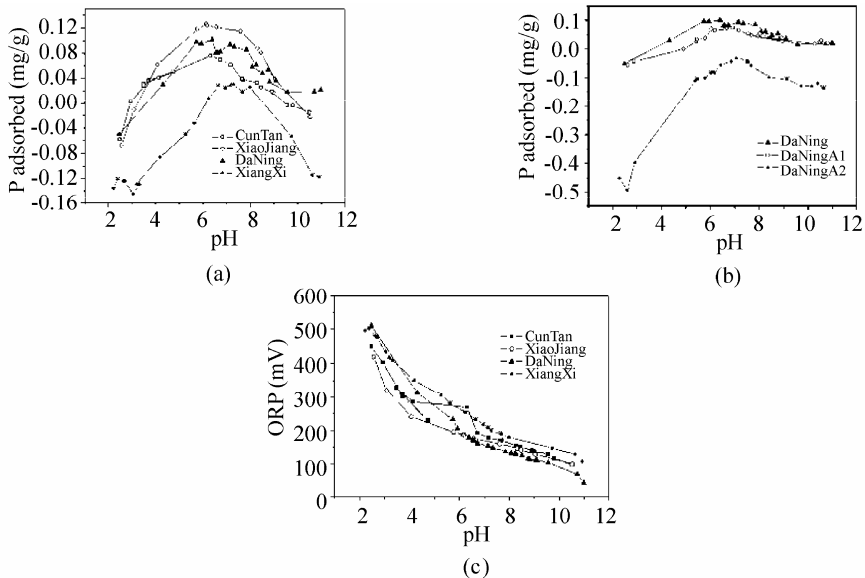 P adsorbed (mg/g)
0.16
0.12
0.08
0.04
0.00
-0.04
-0.08
-0.12
-0.16
2 4 6 8 10 12
pH
CunTan
XiaoJiang
DaNing
XiangXi
(a)
P adsorbed (mg/g)
0.1
0.0
-0.1
-0.2
-0.3
-0.4
-0.5
2 4 6 8 10 12
pH
DaNing
DaNingA1
DaNingA2
(b)
ORP (mV)
600
500
400
300
200
100
0
2 4 6 8 10 12
pH
CunTan
XiaoJiang
DaNing
XiangXi
(c)